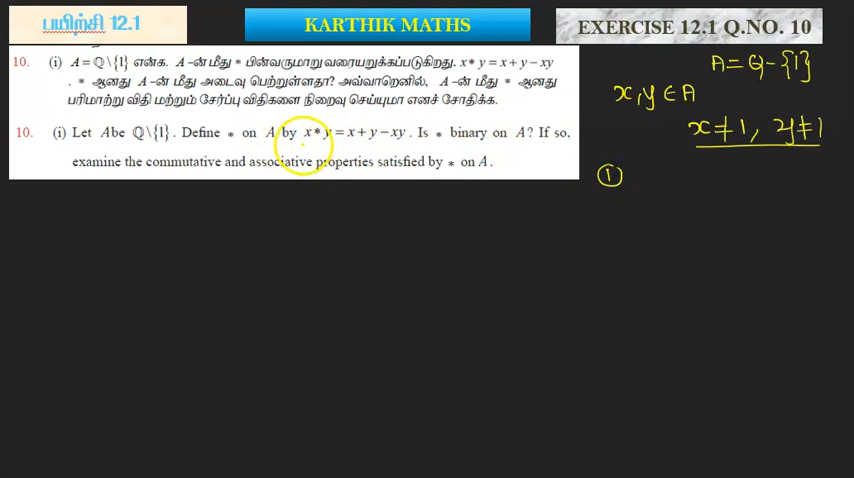 பயிற்சி 12.1
KARTHIK MATHS
EXERCISE 12.1 Q.NO. 10
10. (i) A = ℚ \ {1} என்க. A -ன் மீது * பின்வருமாறு வரையறுக்கப்படுகிறது. x * y = x + y − xy
. * ஆனது A -ன் மீது அடைவு பெற்றுள்ளதா? அவ்வாறெனில், A -ன் மீது * ஆனது
பரிமாற்று விதி மற்றும் சேர்ப்பு விதிகளை நிறைவு செய்யுமா எனச் சோதிக்க.
10. (i) Let A be ℚ \ {1}. Define * on A by x * y = x + y − xy. Is * binary on A? If so,
examine the commutative and associative properties satisfied by * on A.
A = Q - {1}
x, y ∈ A
x ≠ 1, y ≠ 1
①